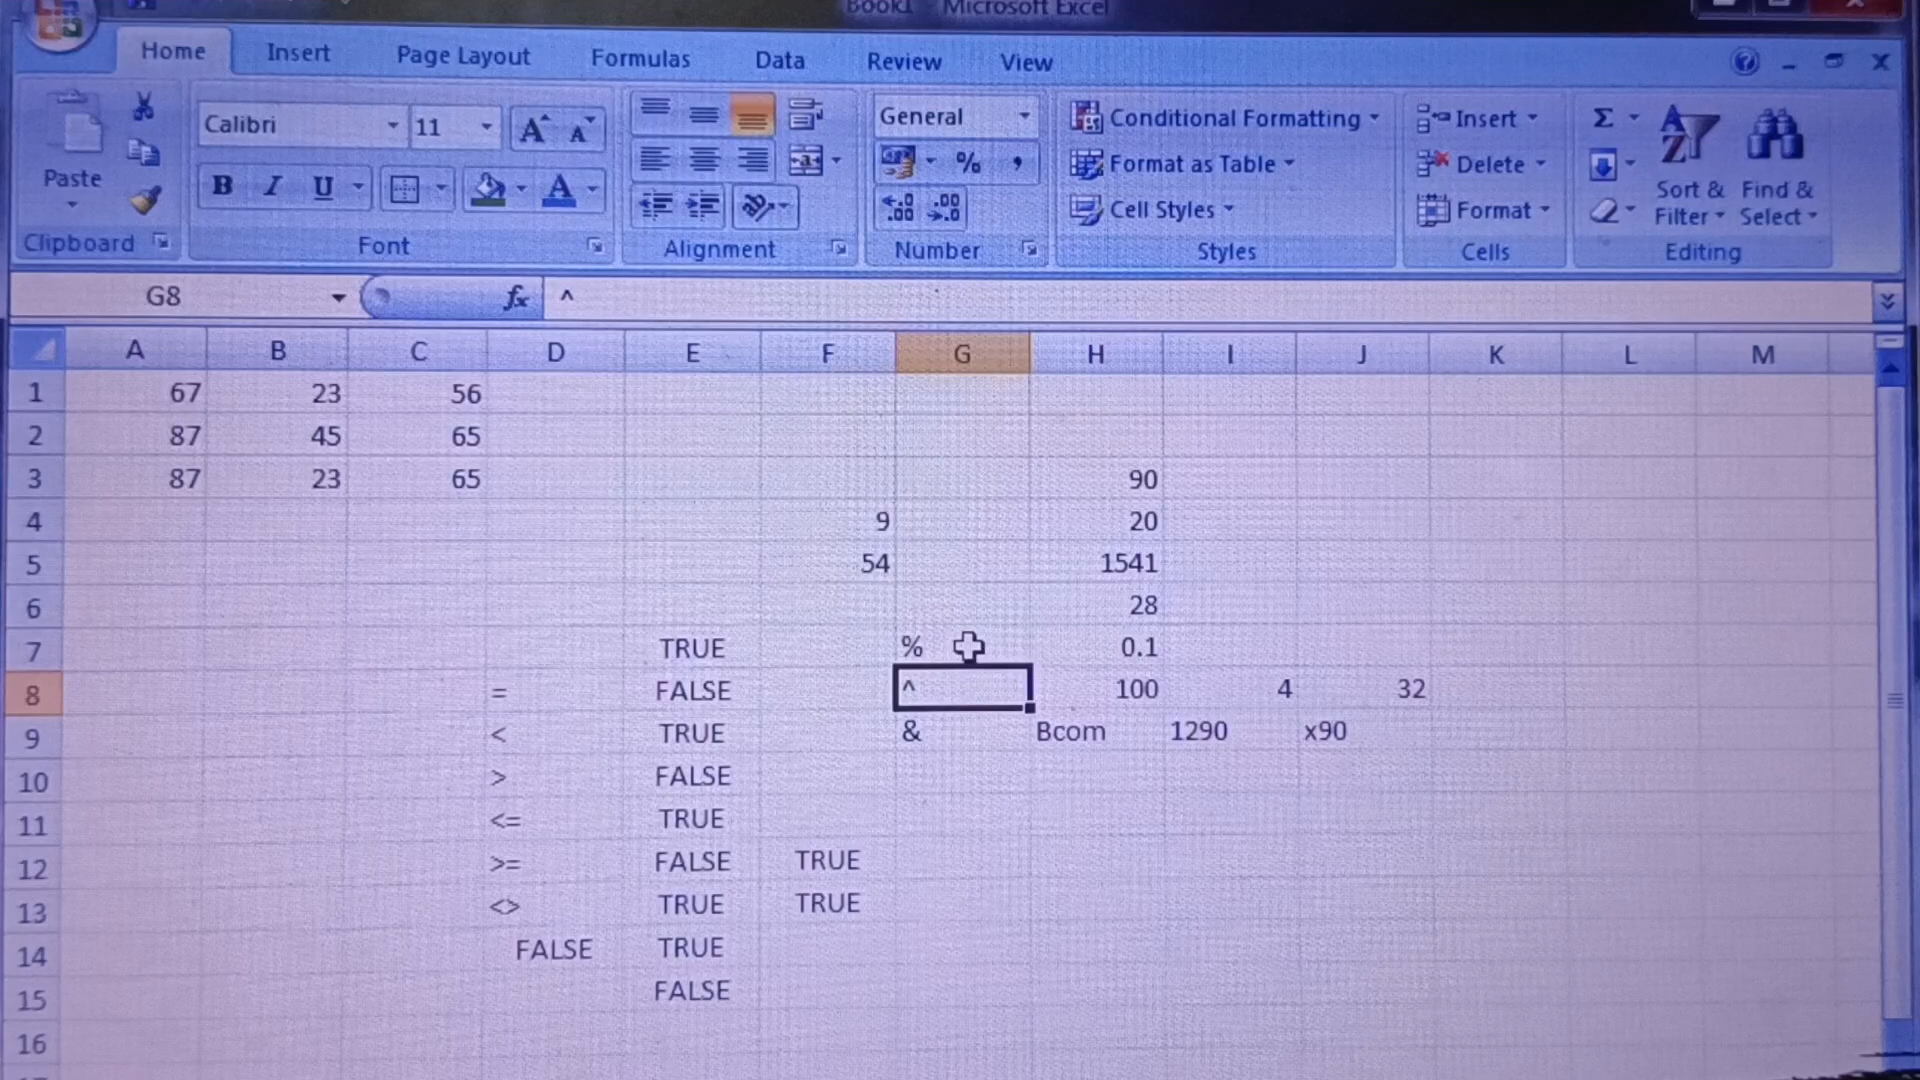 Book1 - Microsoft Excel
Home Insert Page Layout Formulas Data Review View
Calibri 11 General Conditional Formatting Insert Σ
Paste B I U A % , Format as Table Delete Sort & Filter Find & Select
Cell Styles Format
Clipboard Font Alignment Number Styles Cells Editing
G8 fx ^
A B C D E F G H I J K L M
1 67 23 56
2 87 45 65
3 87 23 65 90
4 9 20
5 54 1541
6 28
7 TRUE % 0.1
8 = FALSE ^ 100 4 32
9 < TRUE & Bcom 1290 x90
10 > FALSE
11 <= TRUE
12 >= FALSE TRUE
13 <> TRUE TRUE
14 FALSE TRUE
15 FALSE
16